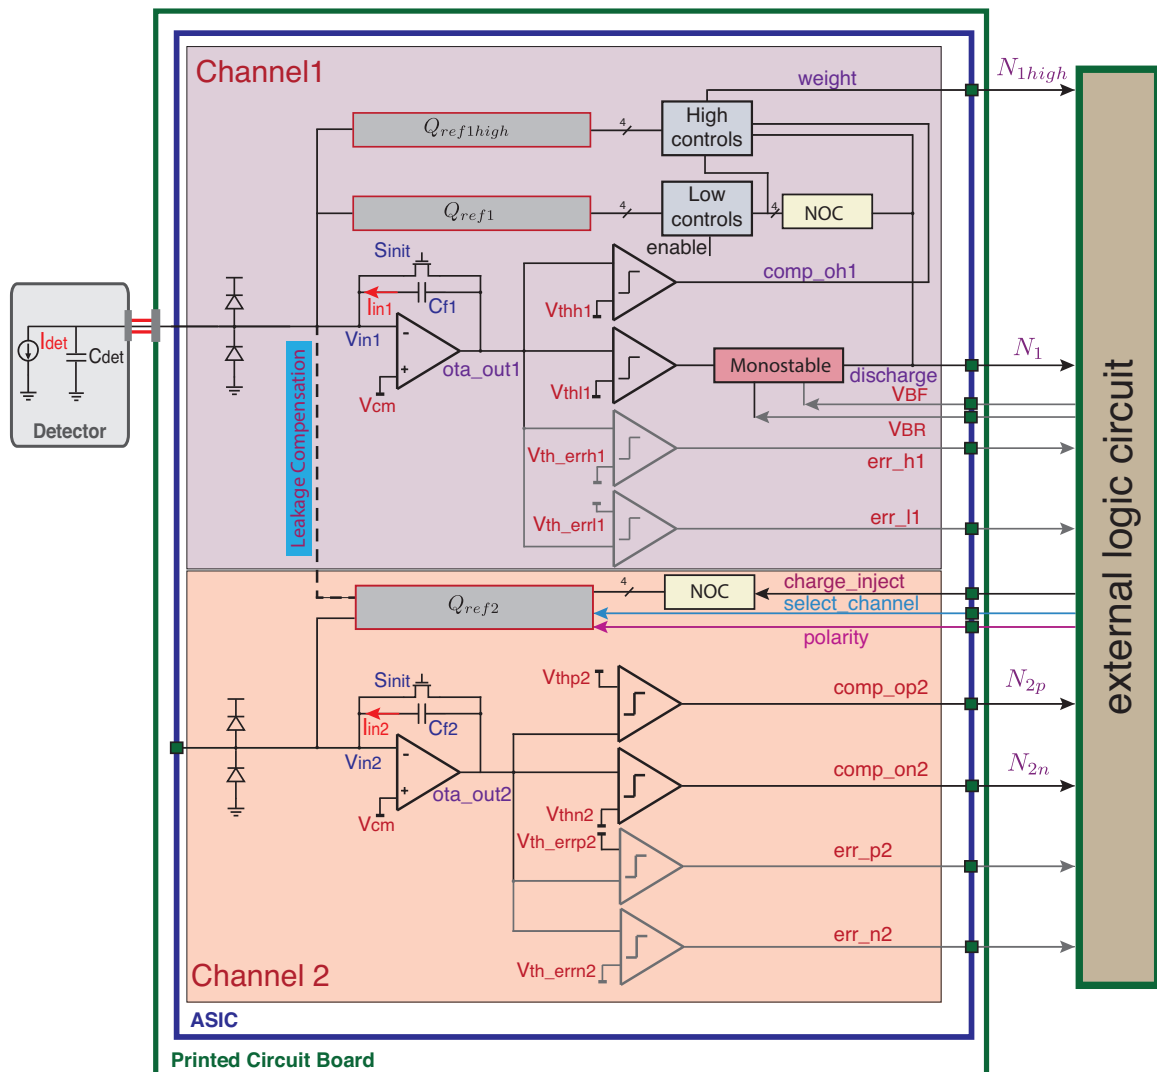 Channel1
weight
N1high
Qref1high
4
High
controls
Qref1
4
Low
controls
4
NOC
enable
Sinit
comp_oh1
Iin1
Cf1
Vthh1
Idet
Cdet
Vin1
ota_out1
Vcm
Vthl1
Monostable
discharge
N1
VBF
VBR
Detector
Leakage Compensation
Vth_errh1
err_h1
Vth_errl1
err_l1
external logic circuit
Qref2
4
NOC
charge_inject
select_channel
polarity
Sinit
Vthp2
comp_op2
N2p
Iin2
Cf2
Vin2
ota_out2
Vcm
comp_on2
N2n
Vthn2
Vth_errp2
err_p2
err_n2
Vth_errn2
Channel 2
ASIC
Printed Circuit Board